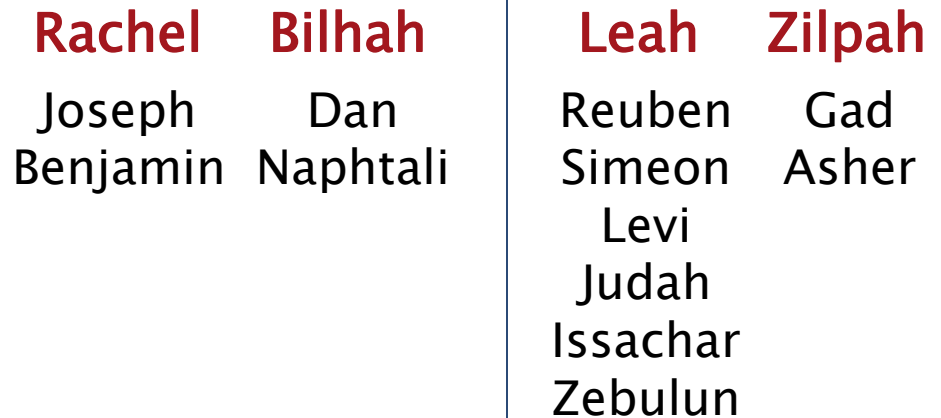 Rachel Bilhah Leah Zilpah
Joseph Dan Reuben Gad
Benjamin Naphtali Simeon Asher
Levi
Judah
Issachar
Zebulun